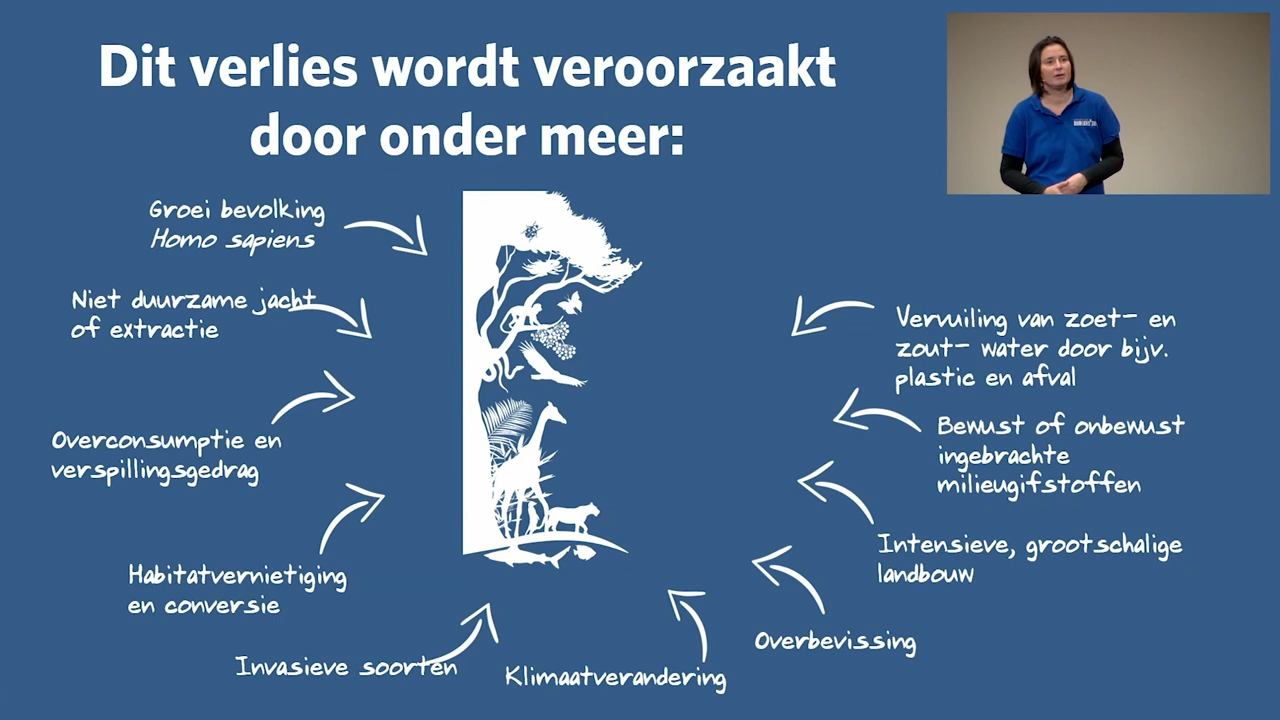 Dit verlies wordt veroorzaakt
door onder meer:
Groei bevolking
Homo sapiens
Niet duurzame jacht
of extractie
Overconsumptie en
verspillingsgedrag
Habitatvernietiging
en conversie
Invasieve soorten
Klimaatverandering
Overbevissing
Intensieve, grootschalige
landbouw
Bewust of onbewust
ingebrachte
milieugifstoffen
Vervuiling van zoet- en
zout- water door bijv.
plastic en afval